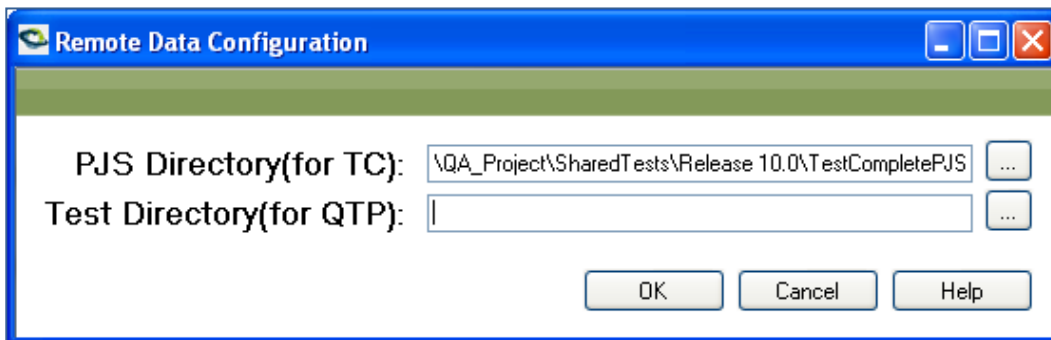 Remote Data Configuration
PJS Directory(for TC): \QA_Project\SharedTests\Release 10.0\TestCompletePJS ...
Test Directory(for QTP): ...
OK Cancel Help